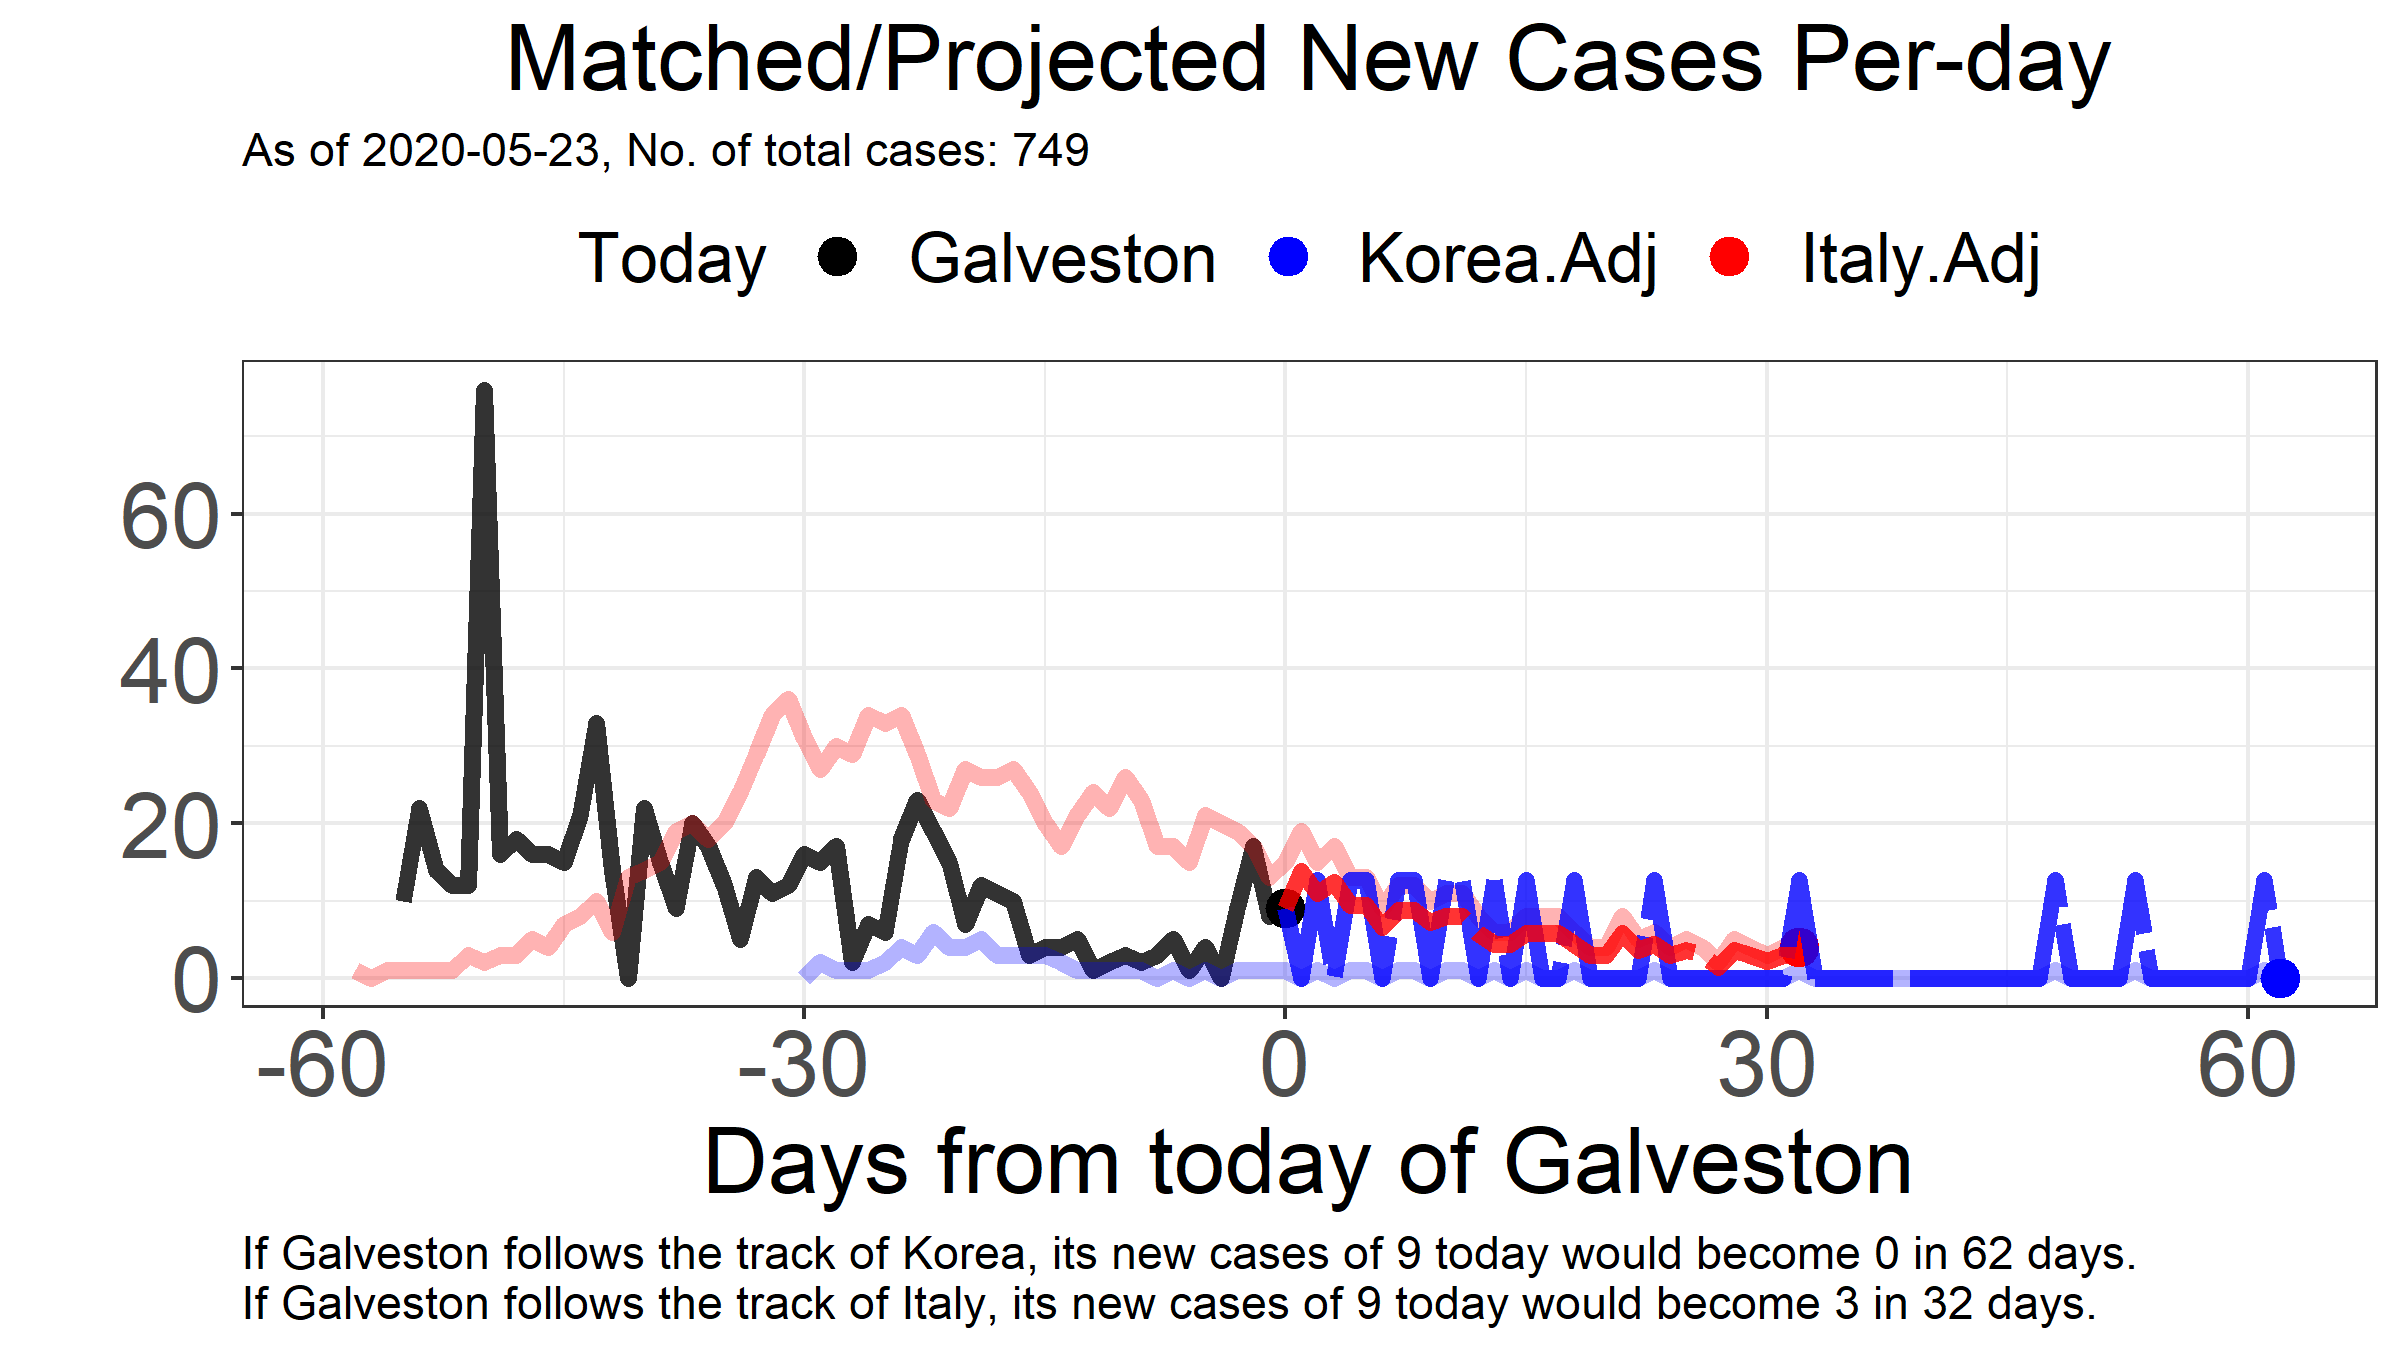 Matched/Projected New Cases Per-day
As of 2020-05-23, No. of total cases: 749
Today Galveston Korea.Adj Italy.Adj
60
40
20
0
-60 -30 0 30 60
Days from today of Galveston
If Galveston follows the track of Korea, its new cases of 9 today would become 0 in 62 days.
If Galveston follows the track of Italy, its new cases of 9 today would become 3 in 32 days.